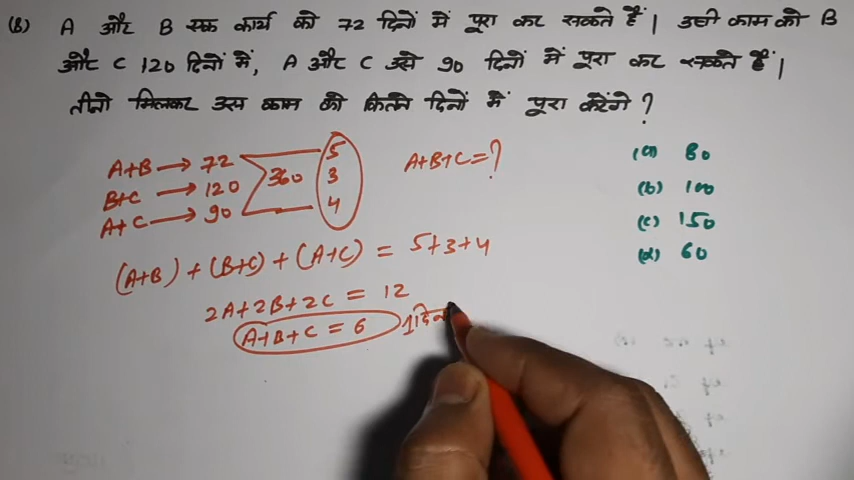 (8) A और B एक कार्य को 72 दिनों में पूरा कर सकते हैं। उसी काम को B
और C 120 दिनों में, A और C उसे 90 दिनों में पूरा कर सकते हैं।
तीनो मिलकर उस काम को कितने दिनों में पूरा करेंगे?
A+B → 72
B+C → 120
A+C → 90
360
5
3
4
A+B+C=?
(a) 80
(b) 100
(c) 150
(d) 60
(A+B) + (B+C) + (A+C) = 5+3+4
2A+2B+2C = 12
A+B+C = 6 1 दिन